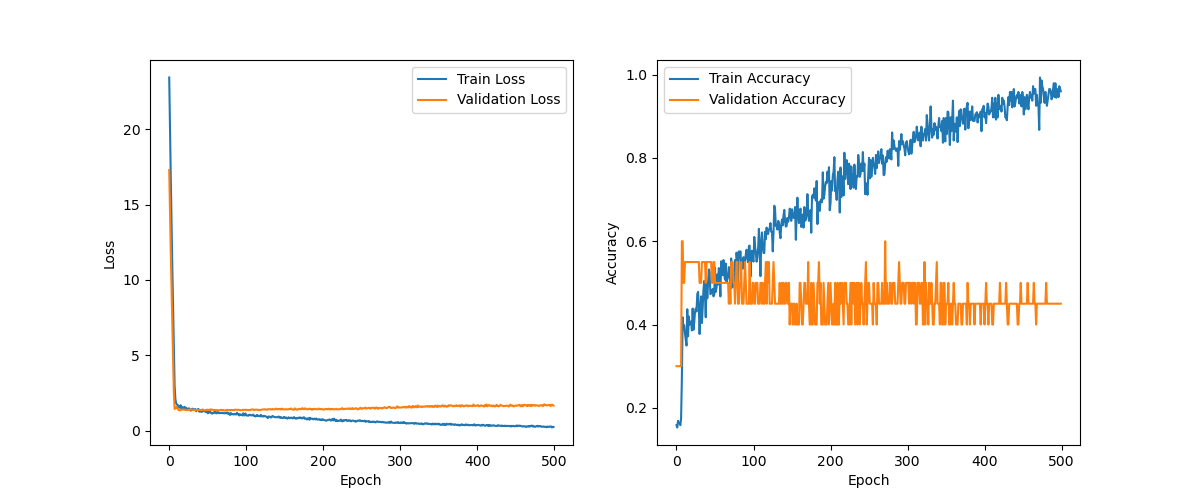 Train Loss
Validation Loss
20
15
10
5
0
Loss
0 100 200 300 400 500
Epoch
Train Accuracy
Validation Accuracy
1.0
0.8
0.6
0.4
0.2
Accuracy
0 100 200 300 400 500
Epoch